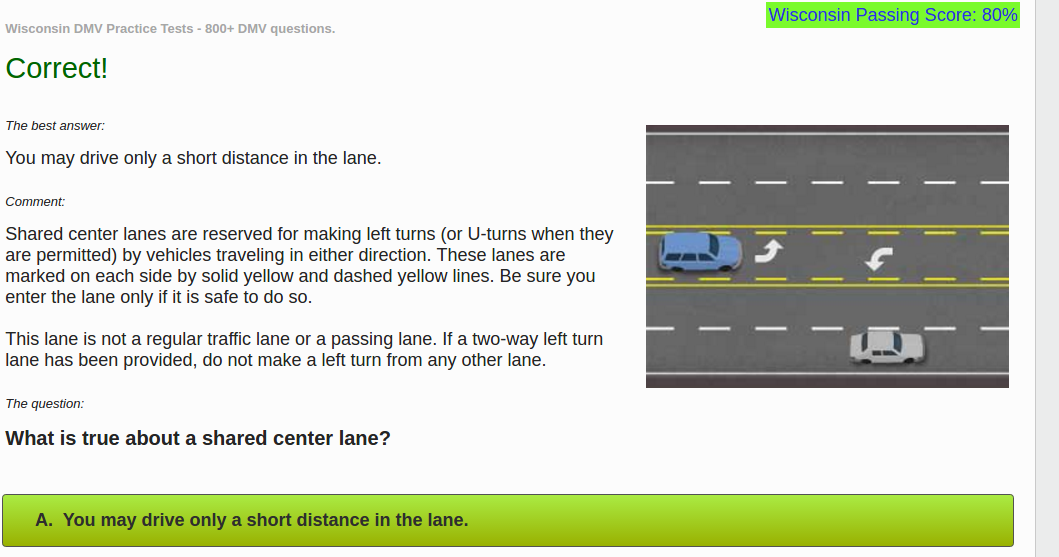 Wisconsin Passing Score: 80%
Wisconsin DMV Practice Tests - 800+ DMV questions.
Correct!
The best answer:
You may drive only a short distance in the lane.
Comment:
Shared center lanes are reserved for making left turns (or U-turns when they
are permitted) by vehicles traveling in either direction. These lanes are
marked on each side by solid yellow and dashed yellow lines. Be sure you
enter the lane only if it is safe to do so.
This lane is not a regular traffic lane or a passing lane. If a two-way left turn
lane has been provided, do not make a left turn from any other lane.
The question:
What is true about a shared center lane?
A. You may drive only a short distance in the lane.